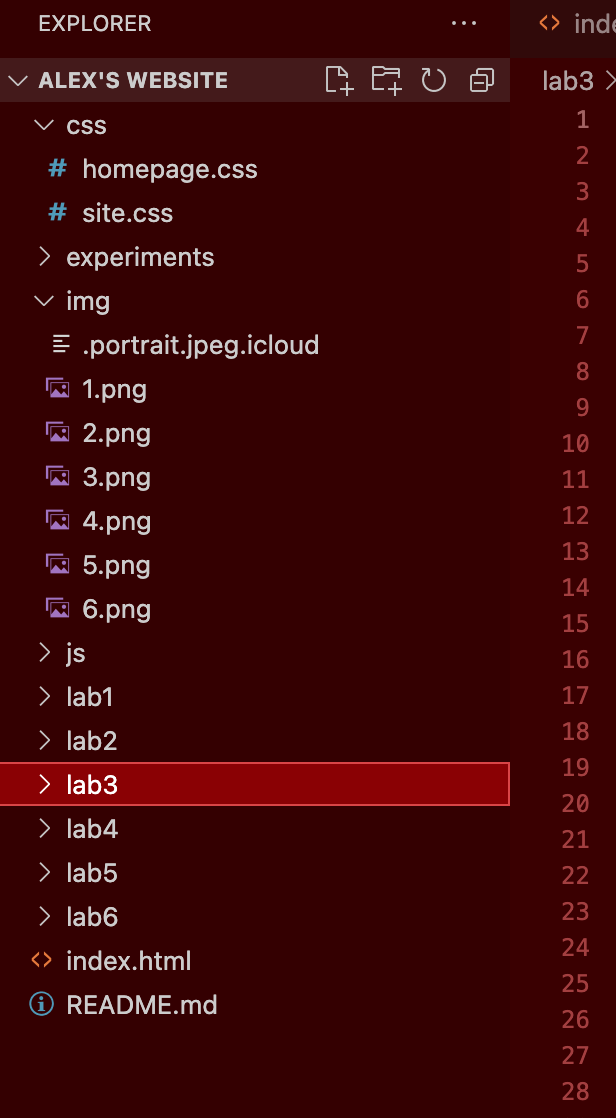 EXPLORER
inde
ALEX'S WEBSITE
lab3
css
homepage.css
site.css
experiments
img
.portrait.jpeg.icloud
1.png
2.png
3.png
4.png
5.png
6.png
js
lab1
lab2
lab3
lab4
lab5
lab6
index.html
README.md
1
2
3
4
5
6
7
8
9
10
11
12
13
14
15
16
17
18
19
20
21
22
23
24
25
26
27
28